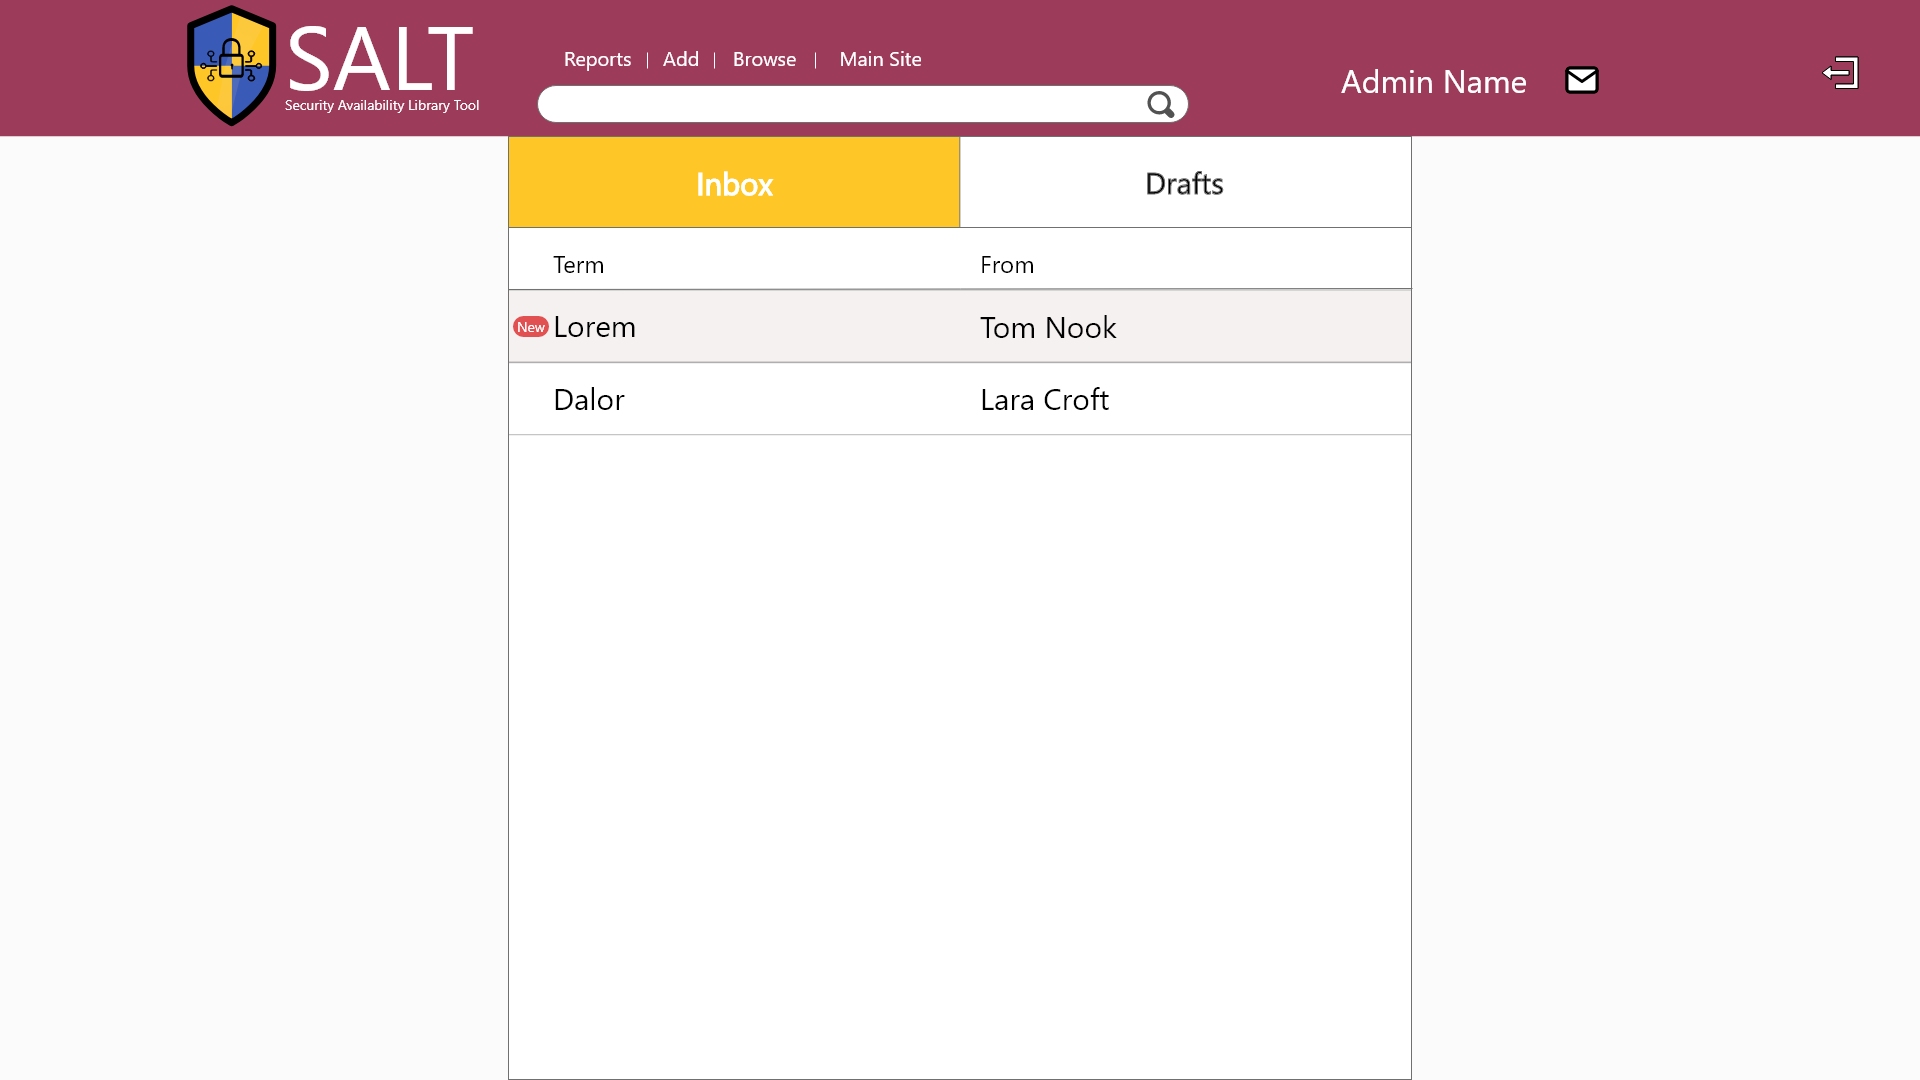 SALT
Security Availability Library Tool
Reports | Add | Browse | Main Site
Admin Name
Inbox Drafts
Term From
New Lorem Tom Nook
Dalor Lara Croft